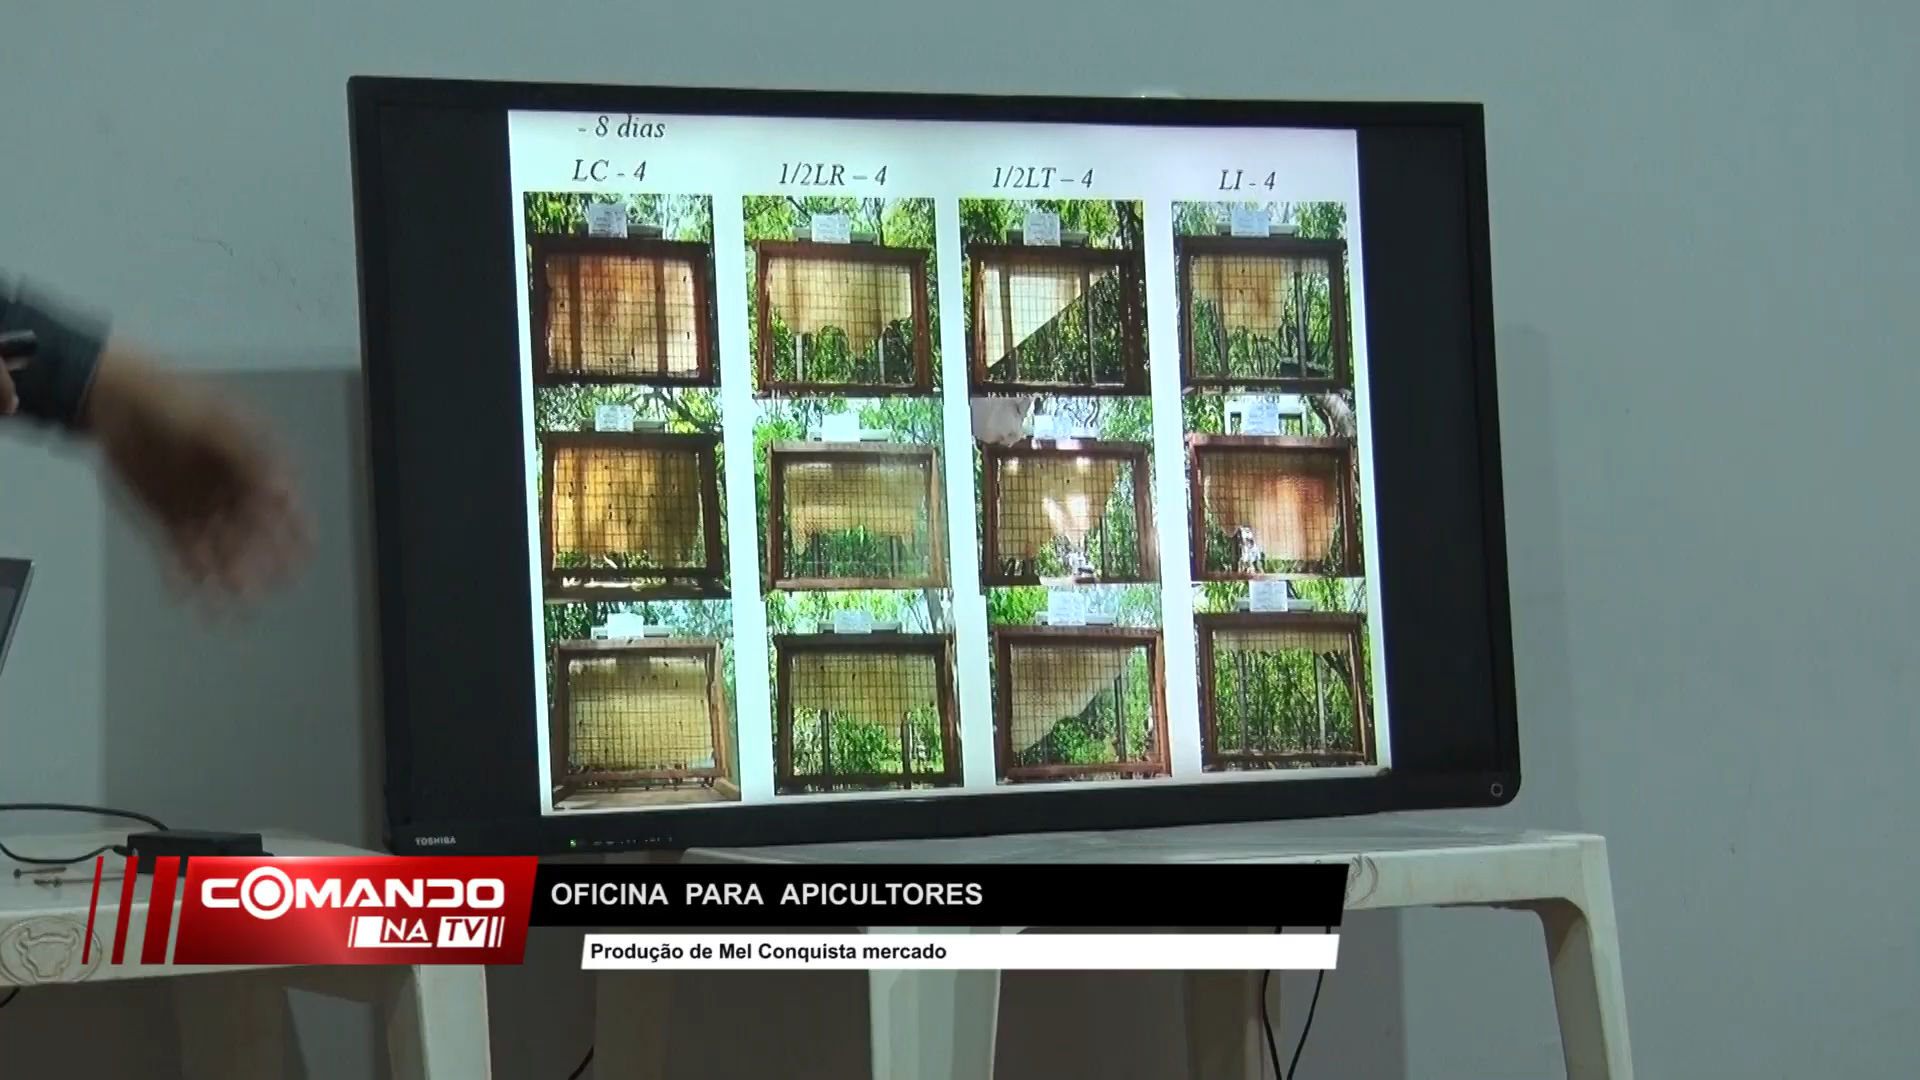 - 8 dias
LC - 4
1/2LR – 4
1/2LT – 4
LI - 4
TOSHIBA
COMANDO
NA TV
OFICINA PARA APICULTORES
Produção de Mel Conquista mercado